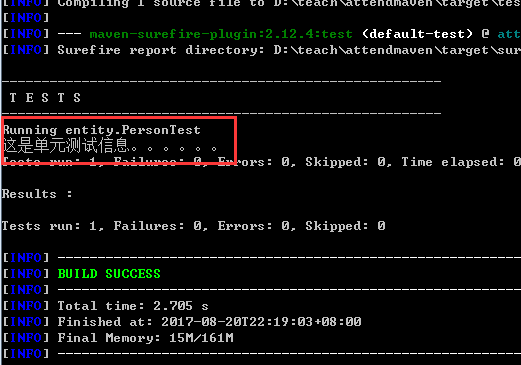 [INFO] Compiling 1 source file to D:\teach\attendmaven\target\tes
[INFO]
[INFO] --- maven-surefire-plugin:2.12.4:test (default-test) @ att
[INFO] Surefire report directory: D:\teach\attendmaven\target\sur
-------------------------------------------------------
T E S T S
-------------------------------------------------------
Running entity.PersonTest
这是单元测试信息。。。。。。
Tests run: 1, Failures: 0, Errors: 0, Skipped: 0, Time elapsed: 0
Results :
Tests run: 1, Failures: 0, Errors: 0, Skipped: 0
[INFO] ----------------------------------------------------------
[INFO] BUILD SUCCESS
[INFO] ----------------------------------------------------------
[INFO] Total time: 2.705 s
[INFO] Finished at: 2017-08-20T22:19:03+08:00
[INFO] Final Memory: 15M/161M
[INFO] ----------------------------------------------------------